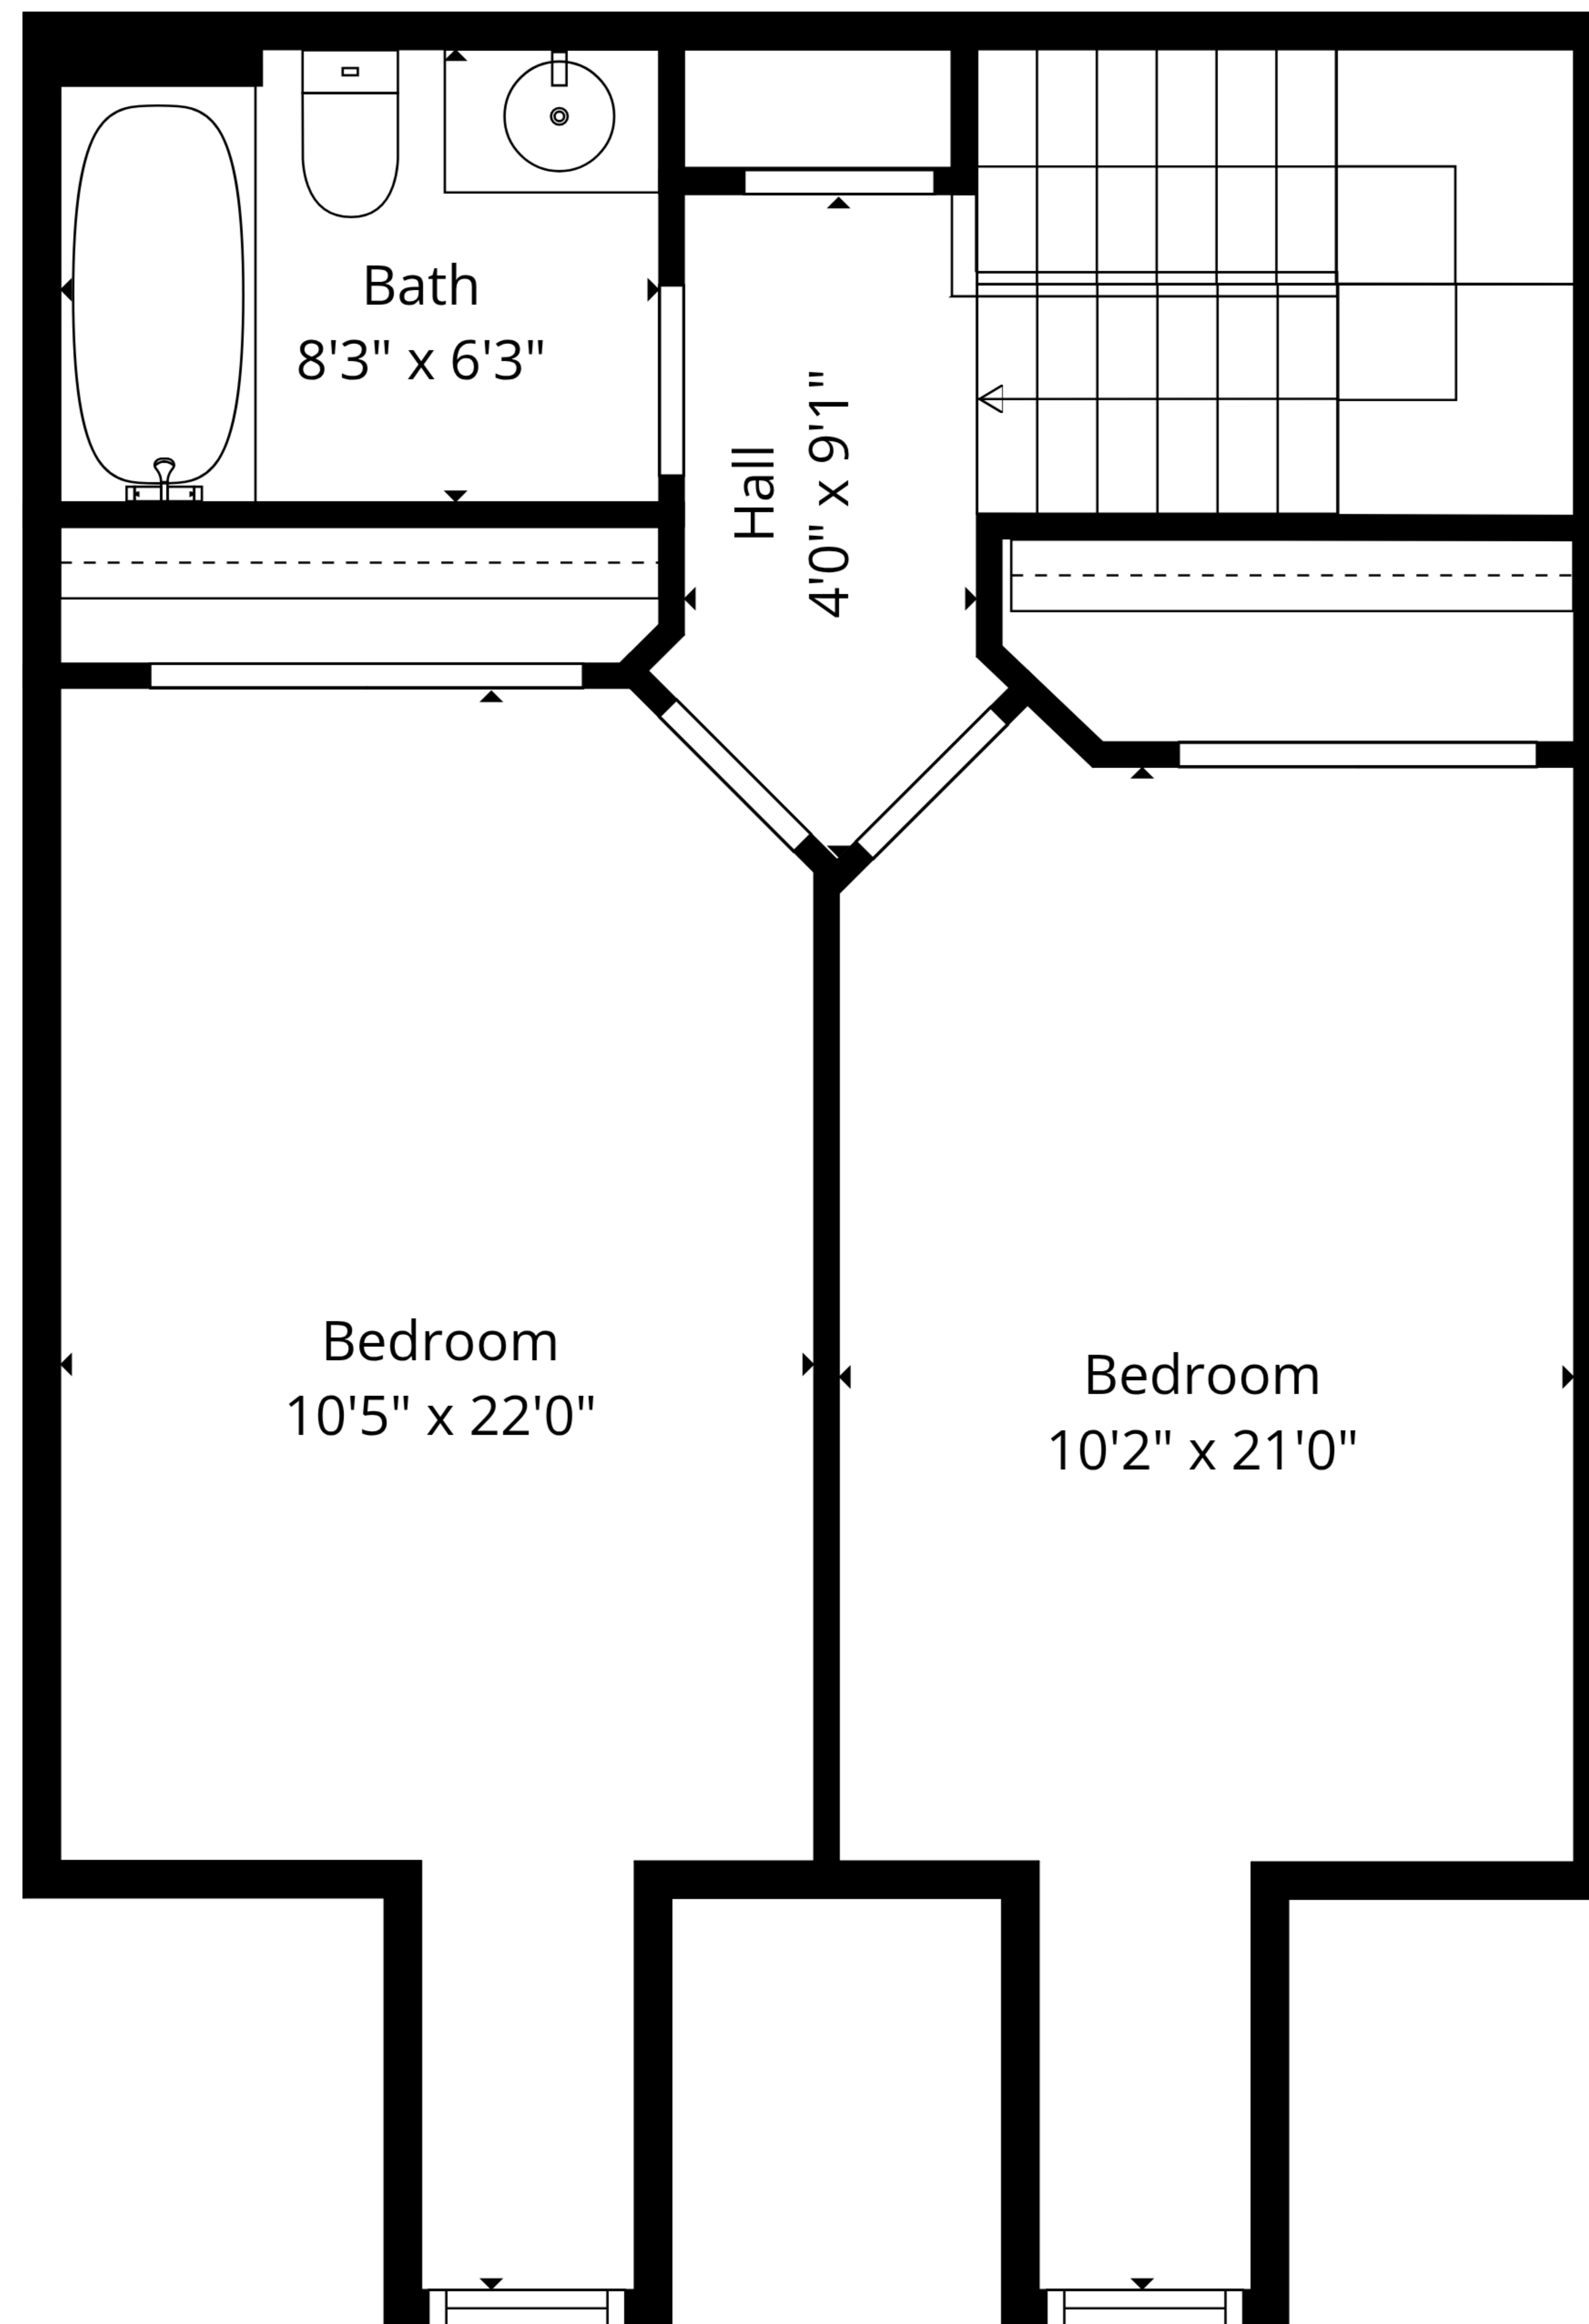 Bath
8'3" x 6'3"
Hall
4'0" x 9'1"
Bedroom
10'5" x 22'0"
Bedroom
10'2" x 21'0"